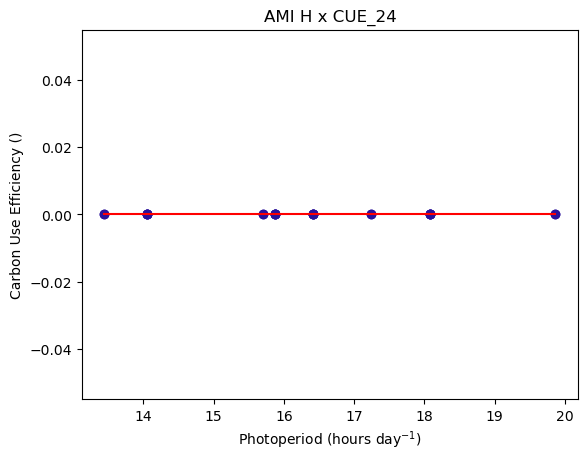 AMI H x CUE_24
Carbon Use Efficiency ()
0.04
0.02
0.00
−0.02
−0.04
14 15 16 17 18 19 20
Photoperiod (hours day⁻¹)